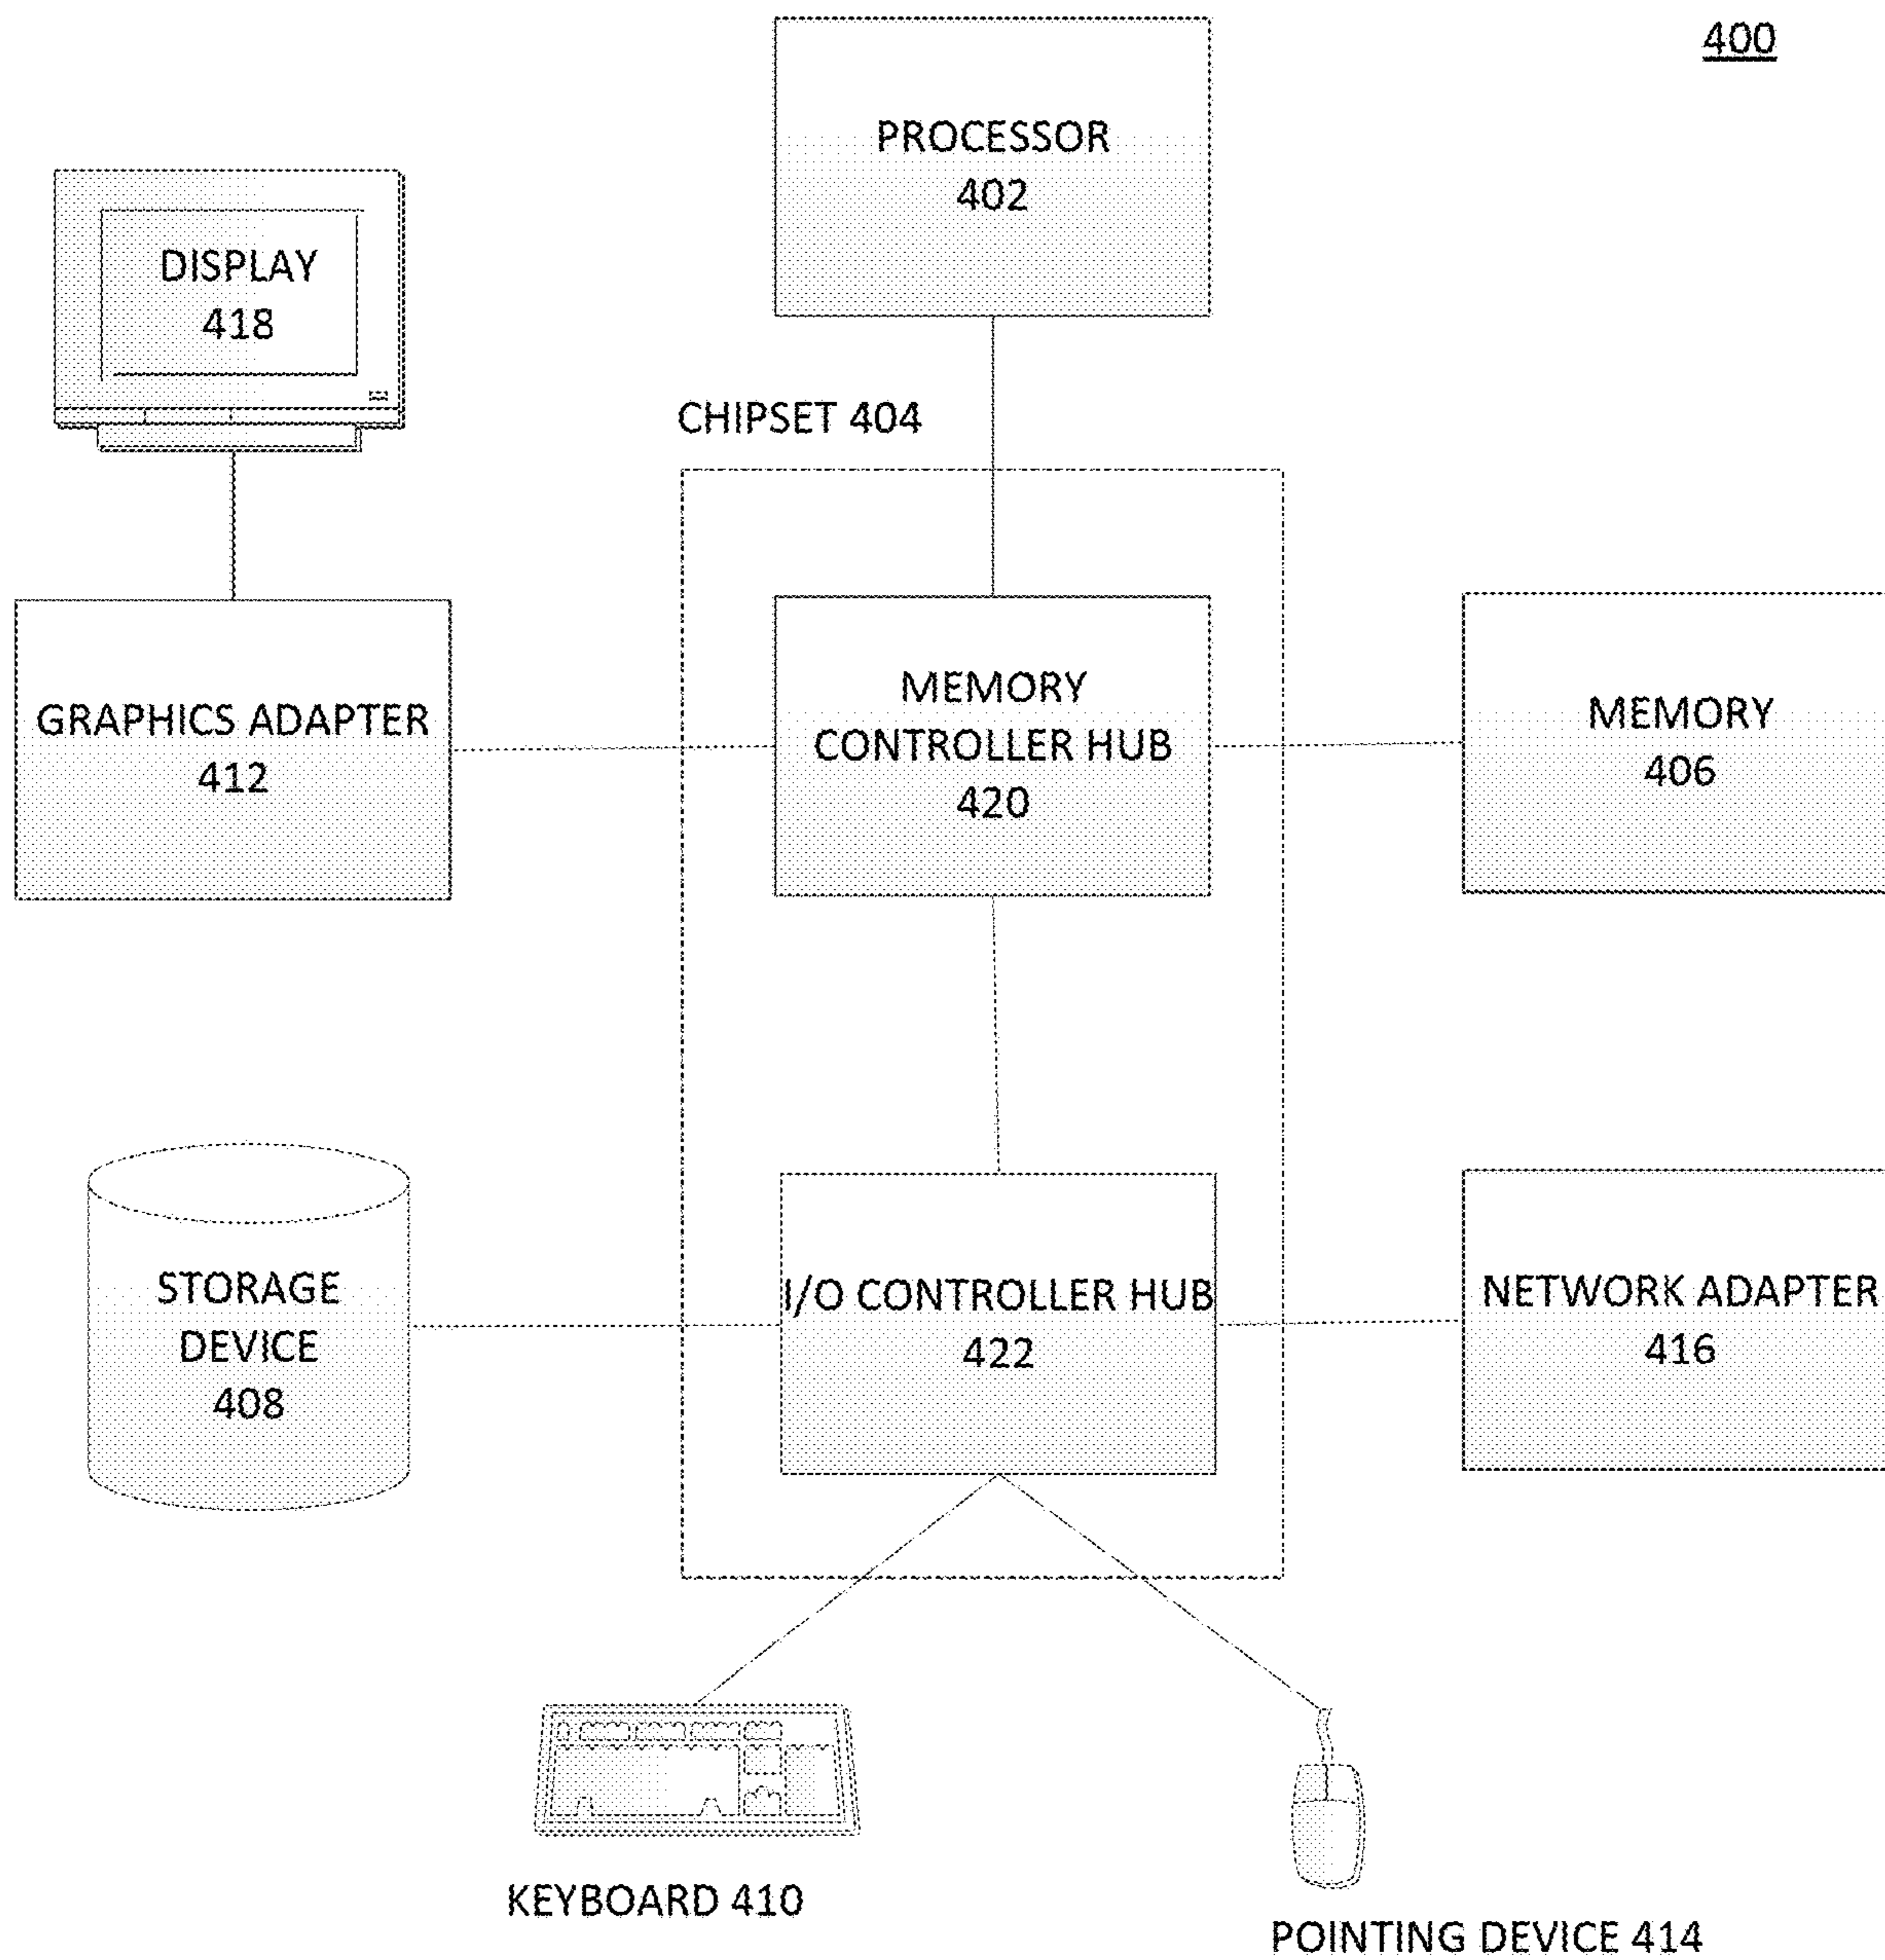 400
PROCESSOR
402
DISPLAY
418
CHIPSET 404
GRAPHICS ADAPTER
412
MEMORY
CONTROLLER HUB
420
MEMORY
406
STORAGE
DEVICE
408
I/O CONTROLLER HUB
422
NETWORK ADAPTER
416
KEYBOARD 410
POINTING DEVICE 414